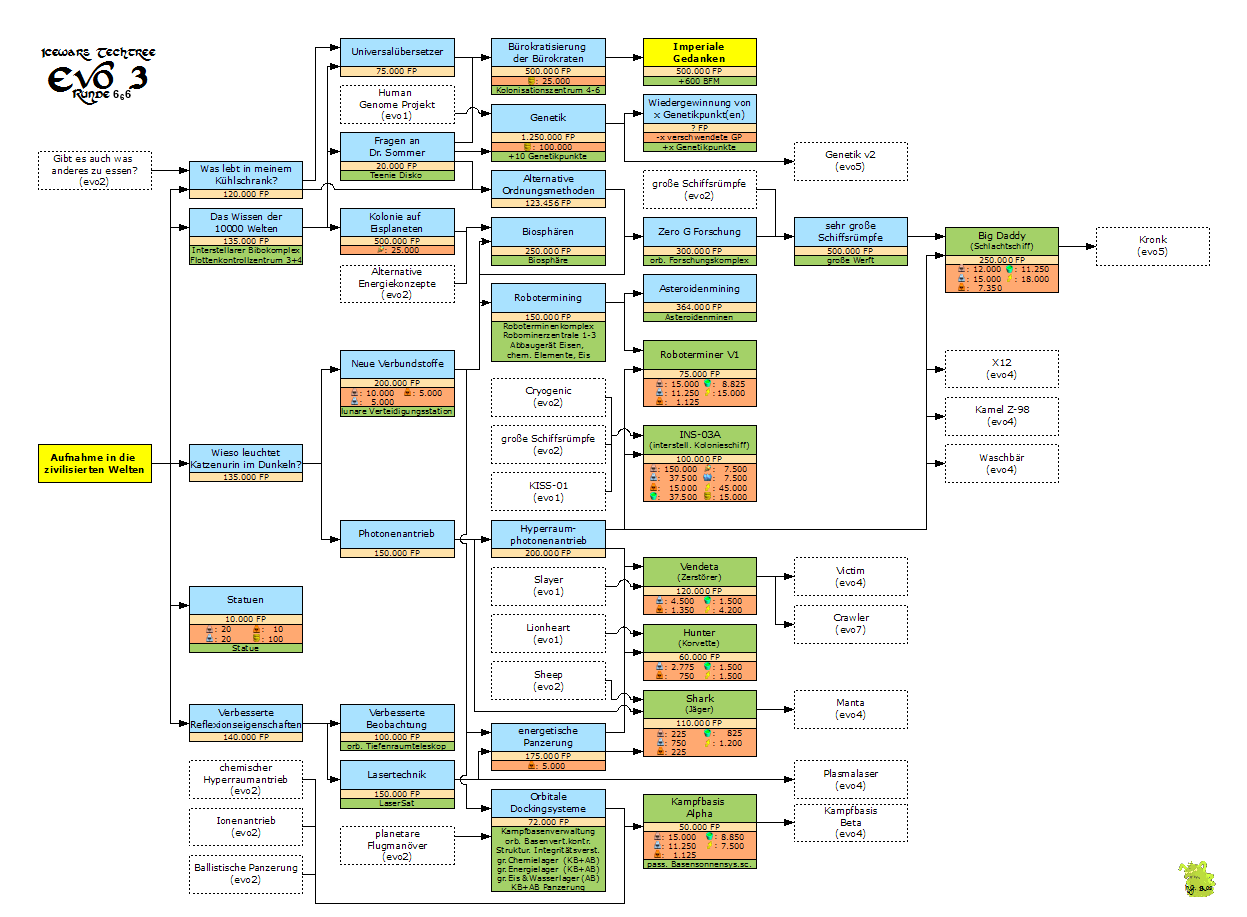 Icewars Techtree
Evo 3
Runde 666
Aufnahme in die
zivilisierten Welten
Gibt es auch was
anderes zu essen?
(evo2)
Was lebt in meinem
Kühlschrank?
120.000 FP
Das Wissen der
10000 Welten
135.000 FP
Interstellarer Bibokomplex
Flottenkontrollzentrum 3+4
Wieso leuchtet
Katzenurin im Dunkeln?
135.000 FP
Statuen
10.000 FP
: 20 : 10
: 20 : 100
Statue
Verbesserte
Reflexionseigenschaften
140.000 FP
chemischer
Hyperraumantrieb
(evo2)
Ionenantrieb
(evo2)
Ballistische Panzerung
(evo2)
Universalübersetzer
75.000 FP
Human
Genome Projekt
(evo1)
Fragen an
Dr. Sommer
20.000 FP
Teenie Disko
Kolonie auf
Eisplaneten
500.000 FP
: 25.000
Alternative
Energiekonzepte
(evo2)
Neue Verbundstoffe
200.000 FP
: 10.000 : 5.000
: 5.000
lunare Verteidigungsstation
Photonenantrieb
150.000 FP
Verbesserte
Beobachtung
100.000 FP
orb. Tiefenraumteleskop
Lasertechnik
150.000 FP
LaserSat
planetare
Flugmanöver
(evo2)
Bürokratisierung
der Bürokraten
500.000 FP
: 25.000
Kolonisationszentrum 4-6
Genetik
1.250.000 FP
: 100.000
+10 Genetikpunkte
Alternative
Ordnungsmethoden
123.456 FP
Biosphären
250.000 FP
Biosphäre
Robotermining
150.000 FP
Roboterminenkomplex
Robominerzentrale 1-3
Abbaugerät Eisen,
chem. Elemente, Eis
Cryogenic
(evo2)
große Schiffsrümpfe
(evo2)
KISS-01
(evo1)
Hyperraum-
photonenantrieb
200.000 FP
Slayer
(evo1)
Lionheart
(evo1)
Sheep
(evo2)
energetische
Panzerung
175.000 FP
: 5.000
Orbitale
Dockingsysteme
72.000 FP
Kampfbasenverwaltung
orb. Basenvert.kontr.
Struktur. Integritätsverst.
gr.Chemielager (KB+AB)
gr.Energielager (KB+AB)
gr.Eis&Wasserlager(AB)
KB+AB Panzerung
Imperiale
Gedanken
500.000 FP
+600 BFM
Wiedergewinnung von
x Genetikpunkt(en)
? FP
-x verschwendete GP
+x Genetikpunkte
große Schiffsrümpfe
(evo2)
Zero G Forschung
300.000 FP
orb. Forschungskomplex
Asteroidenmining
364.000 FP
Asteroidenminen
Roboterminer V1
75.000 FP
: 15.000 : 8.825
: 11.250 : 15.000
: 1.125
INS-03A
(interstell. Kolonieschiff)
100.000 FP
: 150.000 : 7.500
: 37.500 : 7.500
: 15.000 : 45.000
: 37.500 : 15.000
Vendeta
(Zerstörer)
120.000 FP
: 4.500 : 1.500
: 1.350 : 4.200
Hunter
(Korvette)
60.000 FP
: 2.775 : 1.500
: 750 : 1.500
Shark
(Jäger)
110.000 FP
: 225 : 825
: 750 : 1.200
: 225
Kampfbasis
Alpha
50.000 FP
: 15.000 : 8.850
: 11.250 : 7.500
: 1.125
pass. Basensonnensys.sc.
Genetik v2
(evo5)
sehr große
Schiffsrümpfe
500.000 FP
große Werft
Victim
(evo4)
Crawler
(evo7)
Manta
(evo4)
Plasmalaser
(evo4)
Kampfbasis
Beta
(evo4)
Big Daddy
(Schlachtschiff)
250.000 FP
: 12.000 : 11.250
: 15.000 : 18.000
: 7.350
X12
(evo4)
Kamel Z-98
(evo4)
Waschbär
(evo4)
Kronk
(evo5)